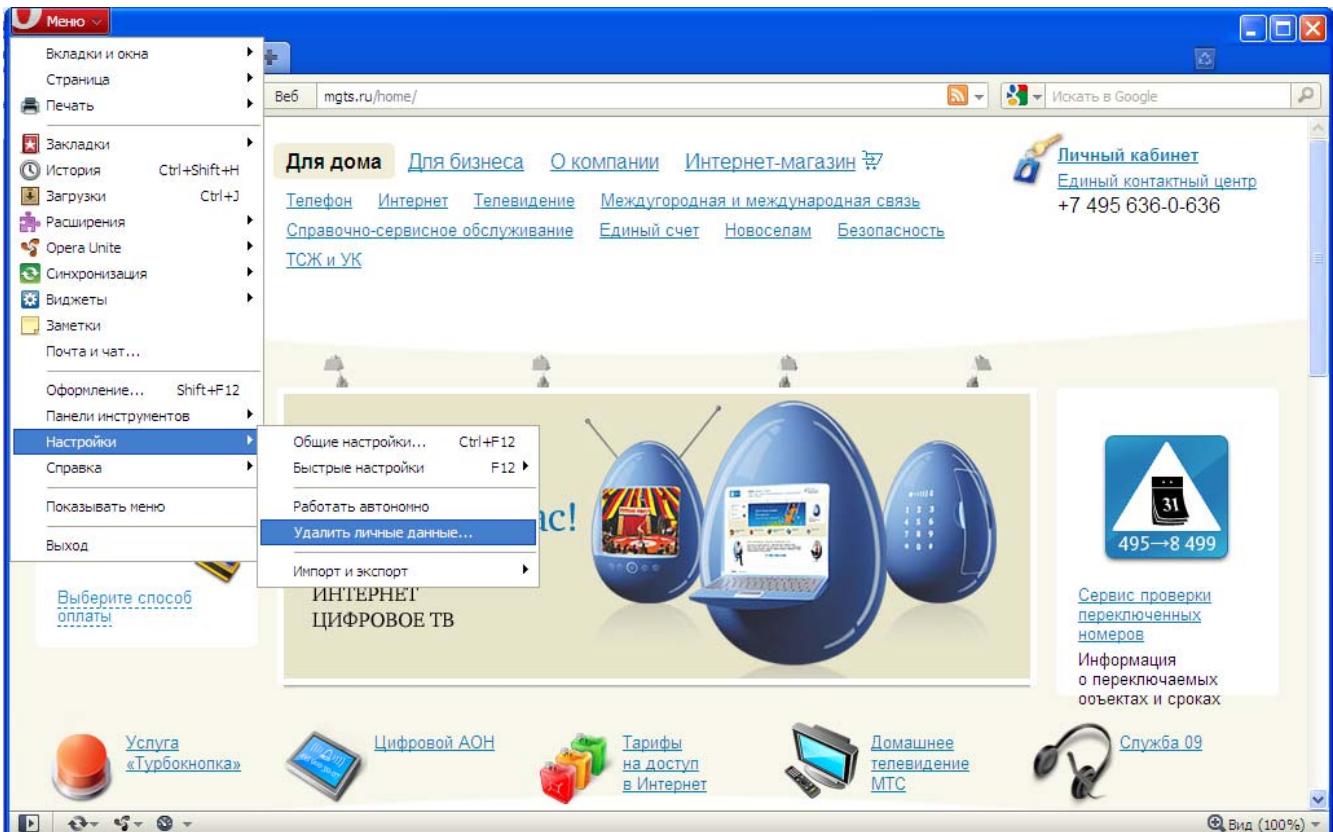 Меню
Вкладки и окна
Страница
Печать
Закладки
История Ctrl+Shift+H
Загрузки Ctrl+J
Расширения
Opera Unite
Синхронизация
Виджеты
Заметки
Почта и чат...
Оформление... Shift+F12
Панели инструментов
Настройки
Справка
Показывать меню
Выход
Общие настройки... Ctrl+F12
Быстрые настройки F12
Работать автономно
Удалить личные данные...
Импорт и экспорт
Веб mgts.ru/home/
Искать в Google
Для дома Для бизнеса О компании Интернет-магазин
Телефон Интернет Телевидение Междугородная и международная связь
Справочно-сервисное обслуживание Единый счет Новоселам Безопасность
ТСЖ и УК
Личный кабинет
Единый контактный центр
+7 495 636-0-636
ас!
ИНТЕРНЕТ
ЦИФРОВОЕ ТВ
Выберите способ
оплаты
31
495→8 499
Сервис проверки
переключенных
номеров
Информация
о переключаемых
объектах и сроках
Услуга
«Турбокнопка»
Цифровой АОН
Тарифы
на доступ
в Интернет
Домашнее
телевидение
МТС
Служба 09
Вид (100%)